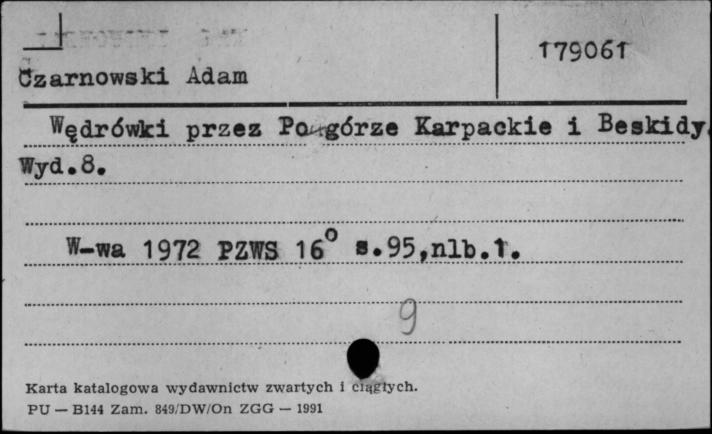 179061
Czarnowski Adam
Wędrówki przez Pogórze Karpackie i Beskidy.
Wyd.8.
W-wa 1972 PZWS 16° s.95,nlb.1.
9
Karta katalogowa wydawnictw zwartych i ciągłych.
PU — B144 Zam. 849/DW/On ZGG — 1991